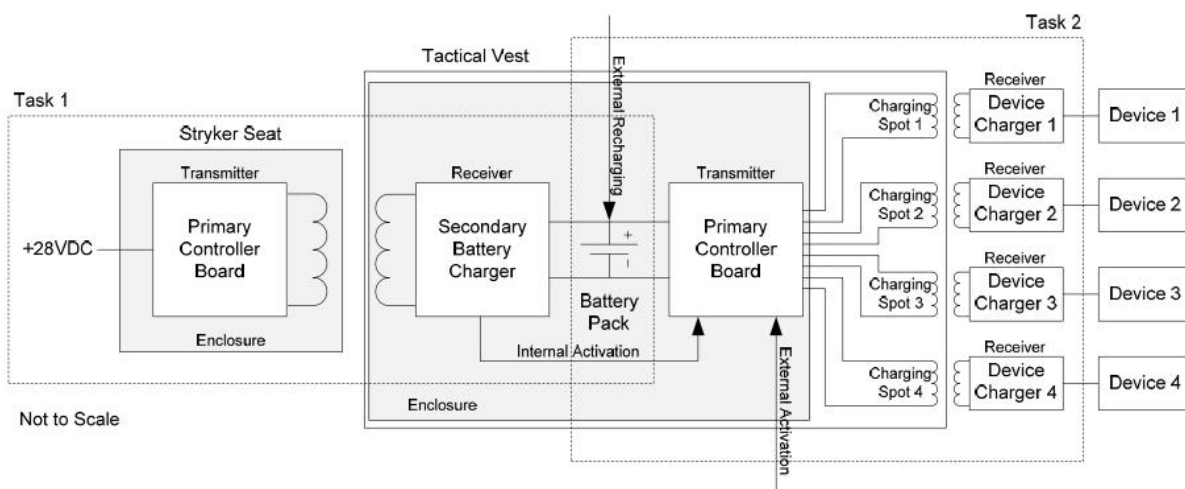 Task 2
Tactical Vest
Task 1
Stryker Seat
Transmitter
Primary
Controller
Board
Enclosure
+28VDC
Not to Scale
Receiver
Secondary
Battery
Charger
Internal Activation
Enclosure
External Recharging
+
-
Battery
Pack
Transmitter
Primary
Controller
Board
External Activation
Charging
Spot 1
Charging
Spot 2
Charging
Spot 3
Charging
Spot 4
Receiver
Device
Charger 1
Receiver
Device
Charger 2
Receiver
Device
Charger 3
Receiver
Device
Charger 4
Device 1
Device 2
Device 3
Device 4